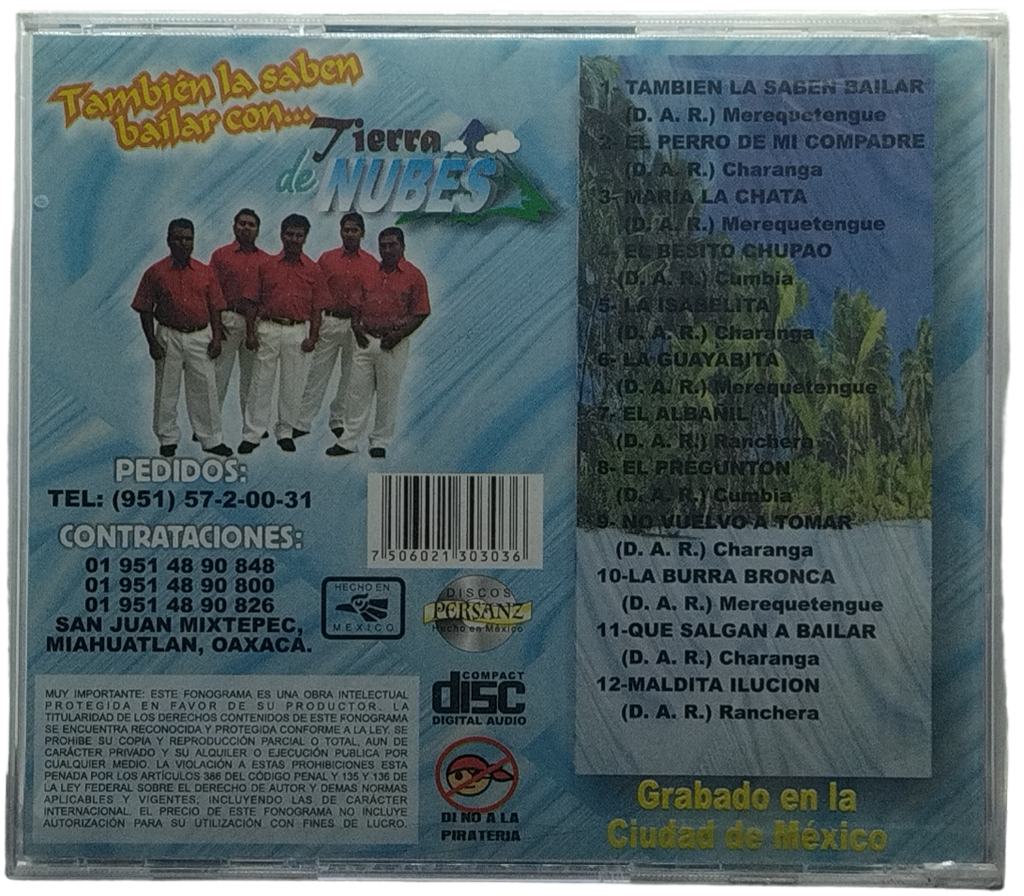 También la saben
bailar con...
Tierra
de NUBES
PEDIDOS:
TEL: (951) 57-2-00-31
CONTRATACIONES:
01 951 48 90 848
01 951 48 90 800
01 951 48 90 826
SAN JUAN MIXTEPEC,
MIAHUATLAN, OAXACA.
7 506021 303036
HECHO EN
MEXICO
DISCOS
PERSANZ
Hecho en México
MUY IMPORTANTE: ESTE FONOGRAMA ES UNA OBRA INTELECTUAL
PROTEGIDA EN FAVOR DE SU PRODUCTOR. LA
TITULARIDAD DE LOS DERECHOS CONTENIDOS DE ESTE FONOGRAMA
SE ENCUENTRA RECONOCIDA Y PROTEGIDA CONFORME A LA LEY. SE
PROHIBE SU COPIA Y REPRODUCCIÓN PARCIAL O TOTAL, AUN DE
CARÁCTER PRIVADO Y SU ALQUILER O EJECUCIÓN PUBLICA POR
CUALQUIER MEDIO. LA VIOLACIÓN A ESTAS PROHIBICIONES ESTA
PENADA POR LOS ARTÍCULOS 386 DEL CÓDIGO PENAL Y 135 Y 136 DE
LA LEY FEDERAL SOBRE EL DERECHO DE AUTOR Y DEMAS NORMAS
APLICABLES Y VIGENTES, INCLUYENDO LAS DE CARÁCTER
INTERNACIONAL. EL PRECIO DE ESTE FONOGRAMA NO INCLUYE
AUTORIZACIÓN PARA SU UTILIZACIÓN CON FINES DE LUCRO.
COMPACT
disc
DIGITAL AUDIO
DI NO A LA
PIRATERIA
1- TAMBIEN LA SABEN BAILAR
(D. A. R.) Merequetengue
2- EL PERRO DE MI COMPADRE
(D. A. R.) Charanga
3- MARIA LA CHATA
(D. A. R.) Merequetengue
4- EL BESITO CHUPAO
(D. A. R.) Cumbia
5- LA ISABELITA
(D. A. R.) Charanga
6- LA GUAYABITA
(D. A. R.) Merequetengue
7- EL ALBAÑIL
(D. A. R.) Ranchera
8- EL PREGUNTON
(D. A. R.) Cumbia
9- NO VUELVO A TOMAR
(D. A. R.) Charanga
10-LA BURRA BRONCA
(D. A. R.) Merequetengue
11-QUE SALGAN A BAILAR
(D. A. R.) Charanga
12-MALDITA ILUCION
(D. A. R.) Ranchera
Grabado en la
Ciudad de México